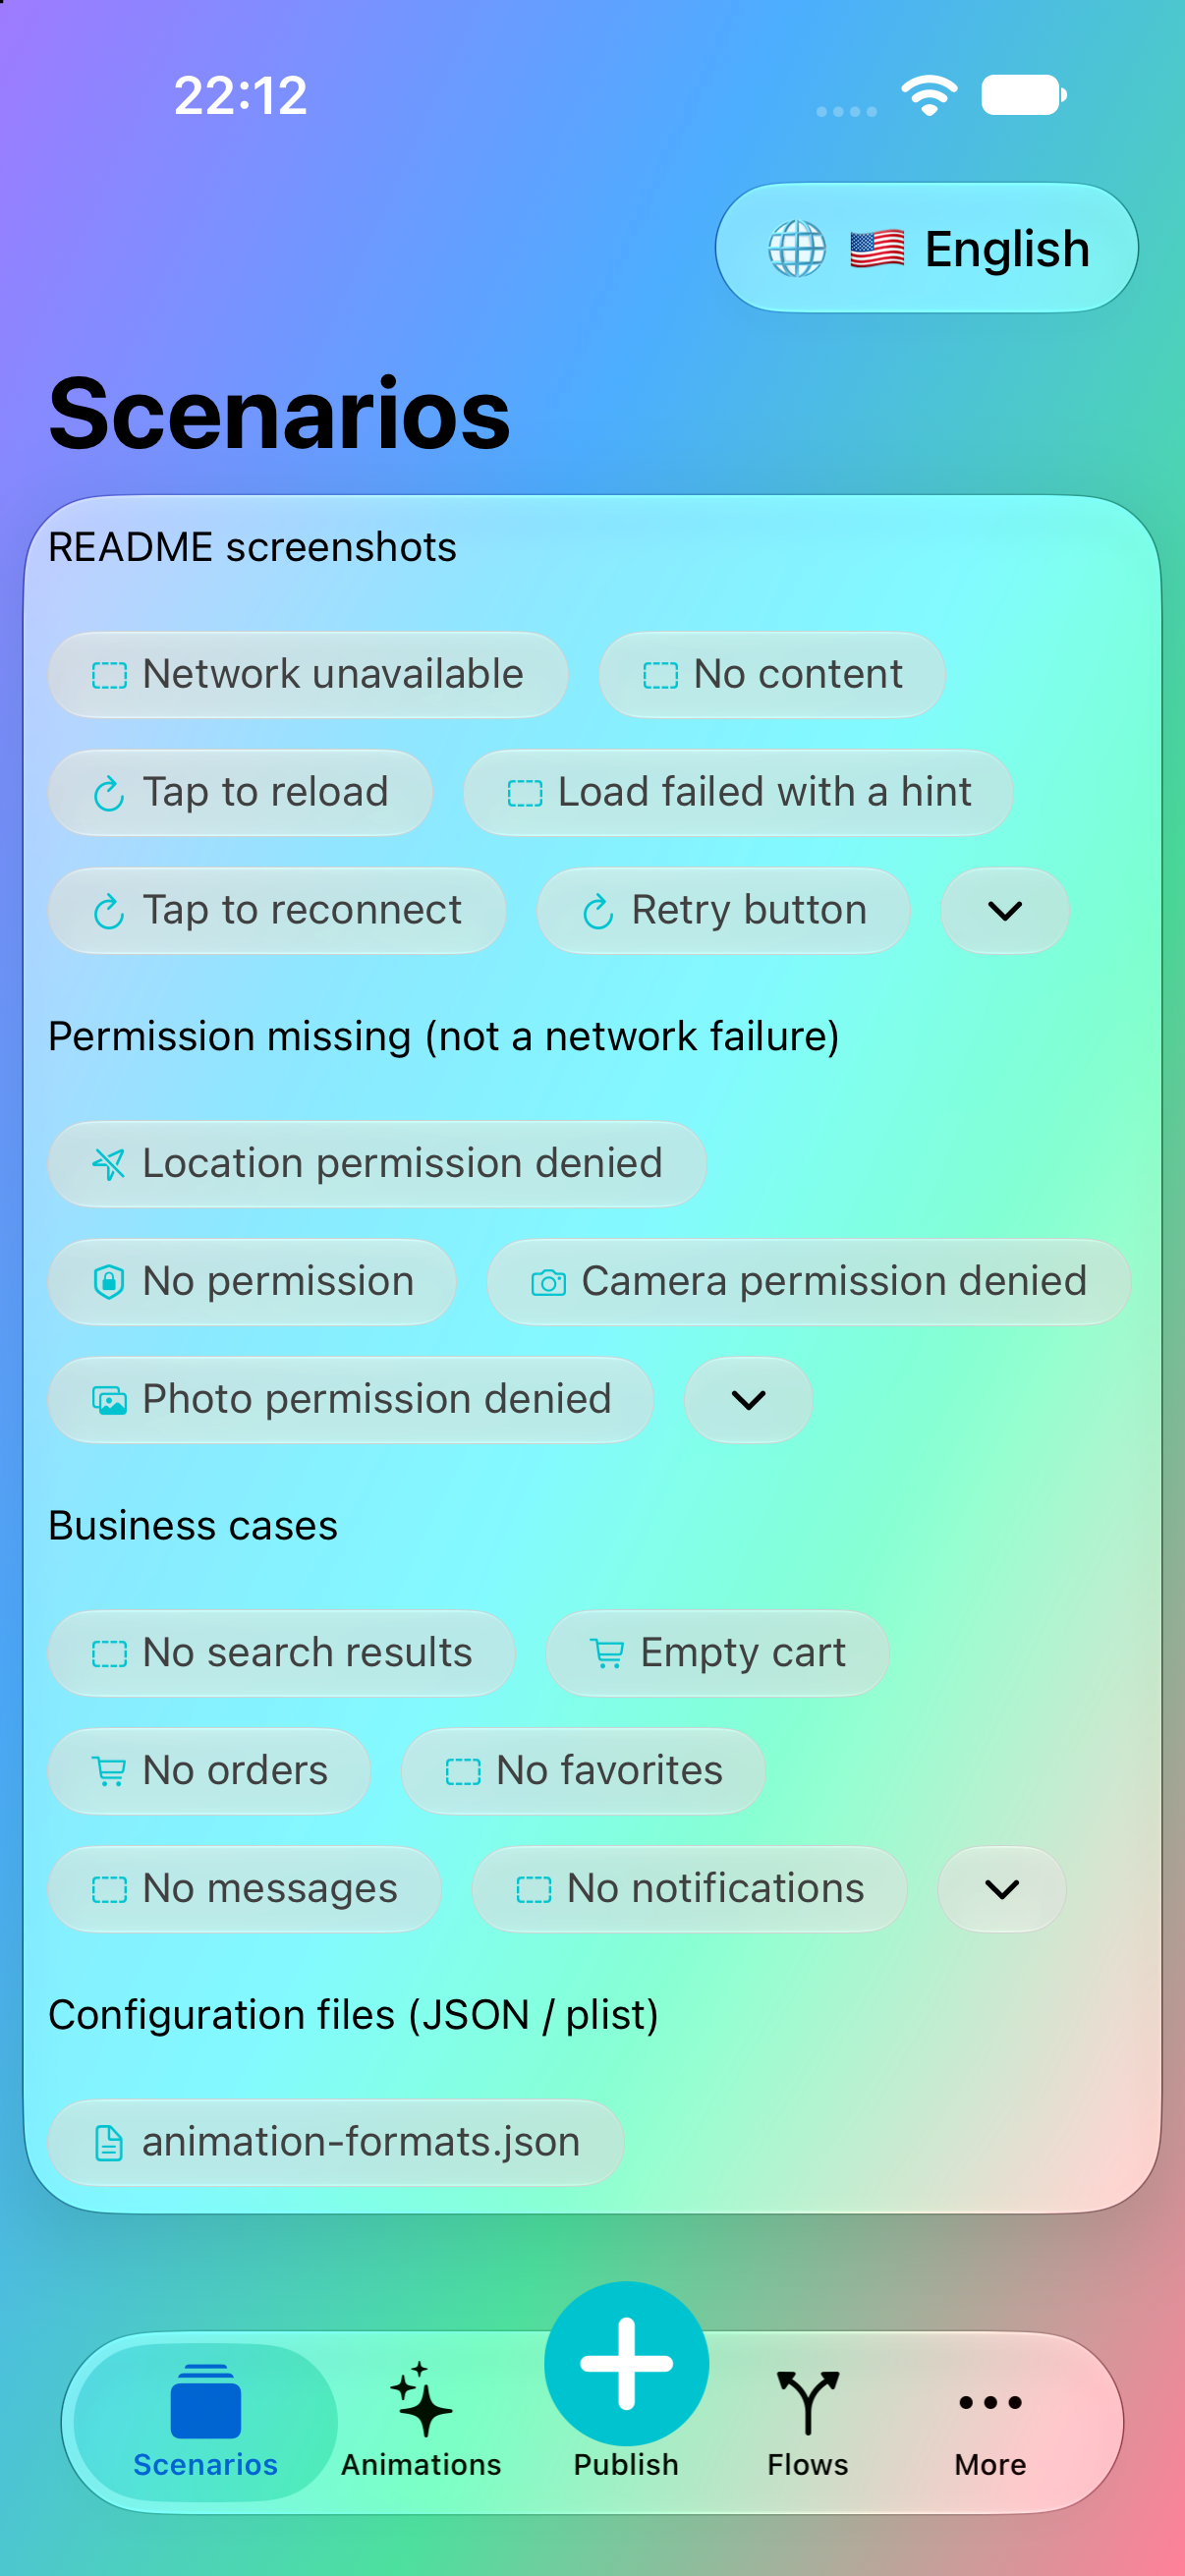 22:12
English
Scenarios
README screenshots
Network unavailable
No content
Tap to reload
Load failed with a hint
Tap to reconnect
Retry button
Permission missing (not a network failure)
Location permission denied
No permission
Camera permission denied
Photo permission denied
Business cases
No search results
Empty cart
No orders
No favorites
No messages
No notifications
Configuration files (JSON / plist)
animation-formats.json
Scenarios
Animations
Publish
Flows
More